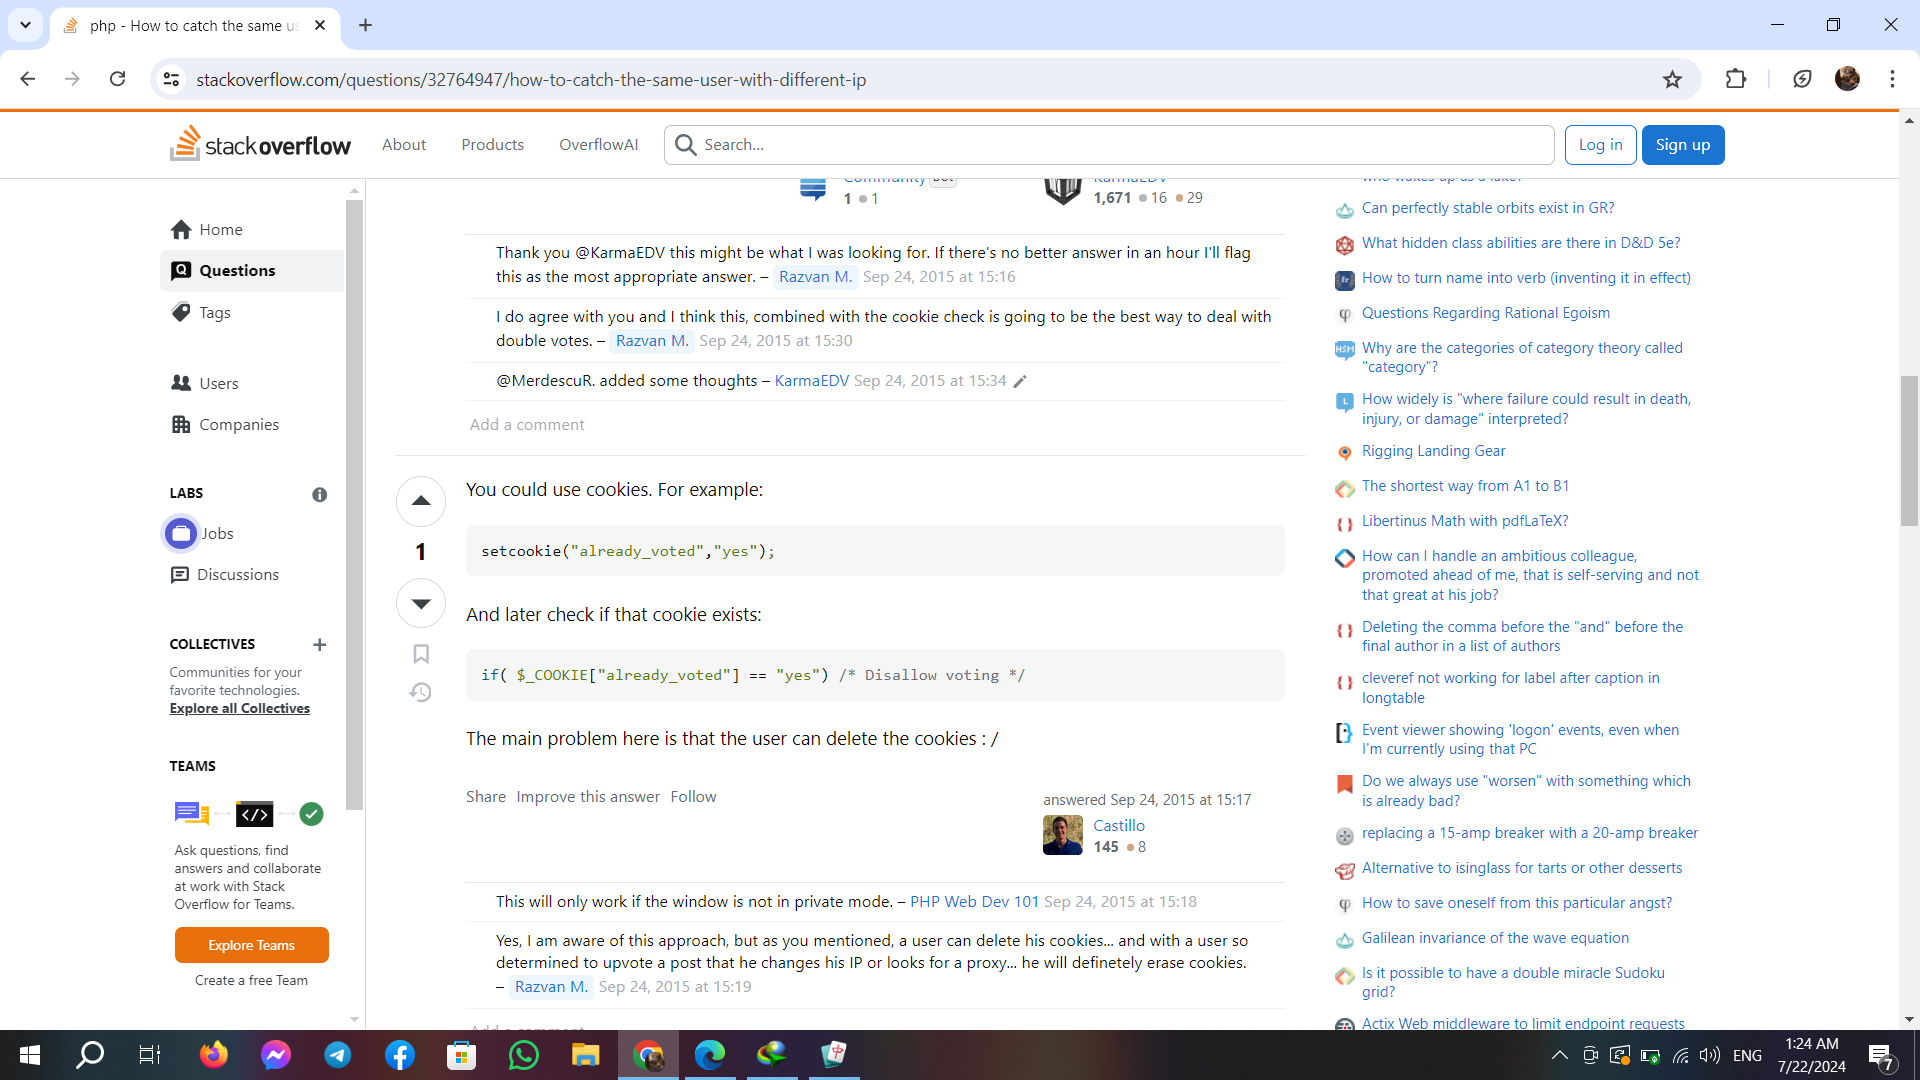 php - How to catch the same us
stackoverflow.com/questions/32764947/how-to-catch-the-same-user-with-different-ip
stackoverflow
About
Products
OverflowAI
Search...
Log in
Sign up
Home
Questions
Tags
Users
Companies
LABS
Jobs
Discussions
COLLECTIVES
Communities for your
favorite technologies.
Explore all Collectives
TEAMS
Ask questions, find
answers and collaborate
at work with Stack
Overflow for Teams.
Explore Teams
Create a free Team
Community Bot
1 1
KarmaEDV
1,671 16 29
Thank you @KarmaEDV this might be what I was looking for. If there's no better answer in an hour I'll flag
this as the most appropriate answer. – Razvan M. Sep 24, 2015 at 15:16
I do agree with you and I think this, combined with the cookie check is going to be the best way to deal with
double votes. – Razvan M. Sep 24, 2015 at 15:30
@MerdescuR. added some thoughts – KarmaEDV Sep 24, 2015 at 15:34
Add a comment
1
You could use cookies. For example:
setcookie("already_voted","yes");
And later check if that cookie exists:
if( $_COOKIE["already_voted"] == "yes") /* Disallow voting */
The main problem here is that the user can delete the cookies : /
Share Improve this answer Follow
answered Sep 24, 2015 at 15:17
Castillo
145 8
This will only work if the window is not in private mode. – PHP Web Dev 101 Sep 24, 2015 at 15:18
Yes, I am aware of this approach, but as you mentioned, a user can delete his cookies... and with a user so
determined to upvote a post that he changes his IP or looks for a proxy... he will definetely erase cookies.
– Razvan M. Sep 24, 2015 at 15:19
Add a comment
who wakes up as a lake?
Can perfectly stable orbits exist in GR?
What hidden class abilities are there in D&D 5e?
How to turn name into verb (inventing it in effect)
Questions Regarding Rational Egoism
Why are the categories of category theory called
"category"?
How widely is "where failure could result in death,
injury, or damage" interpreted?
Rigging Landing Gear
The shortest way from A1 to B1
Libertinus Math with pdfLaTeX?
How can I handle an ambitious colleague,
promoted ahead of me, that is self-serving and not
that great at his job?
Deleting the comma before the "and" before the
final author in a list of authors
cleveref not working for label after caption in
longtable
Event viewer showing 'logon' events, even when
I'm currently using that PC
Do we always use "worsen" with something which
is already bad?
replacing a 15-amp breaker with a 20-amp breaker
Alternative to isinglass for tarts or other desserts
How to save oneself from this particular angst?
Galilean invariance of the wave equation
Is it possible to have a double miracle Sudoku
grid?
Actix Web middleware to limit endpoint requests
ENG
1:24 AM
7/22/2024
7